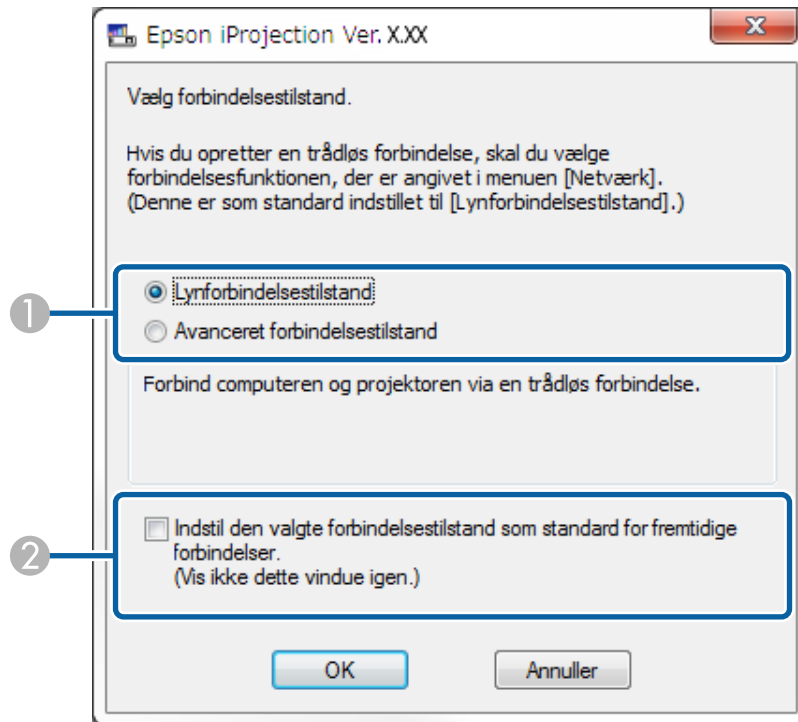 Epson iProjection Ver. X.XX
Vælg forbindelsestilstand.
Hvis du opretter en trådløs forbindelse, skal du vælge
forbindelsesfunktionen, der er angivet i menuen [Netværk].
(Denne er som standard indstillet til [Lynforbindelsestilstand].)
1
Lynforbindelsestilstand
Avanceret forbindelsestilstand
Forbind computeren og projektoren via en trådløs forbindelse.
2
Indstil den valgte forbindelsestilstand som standard for fremtidige
forbindelser.
(Vis ikke dette vindue igen.)
OK
Annuller